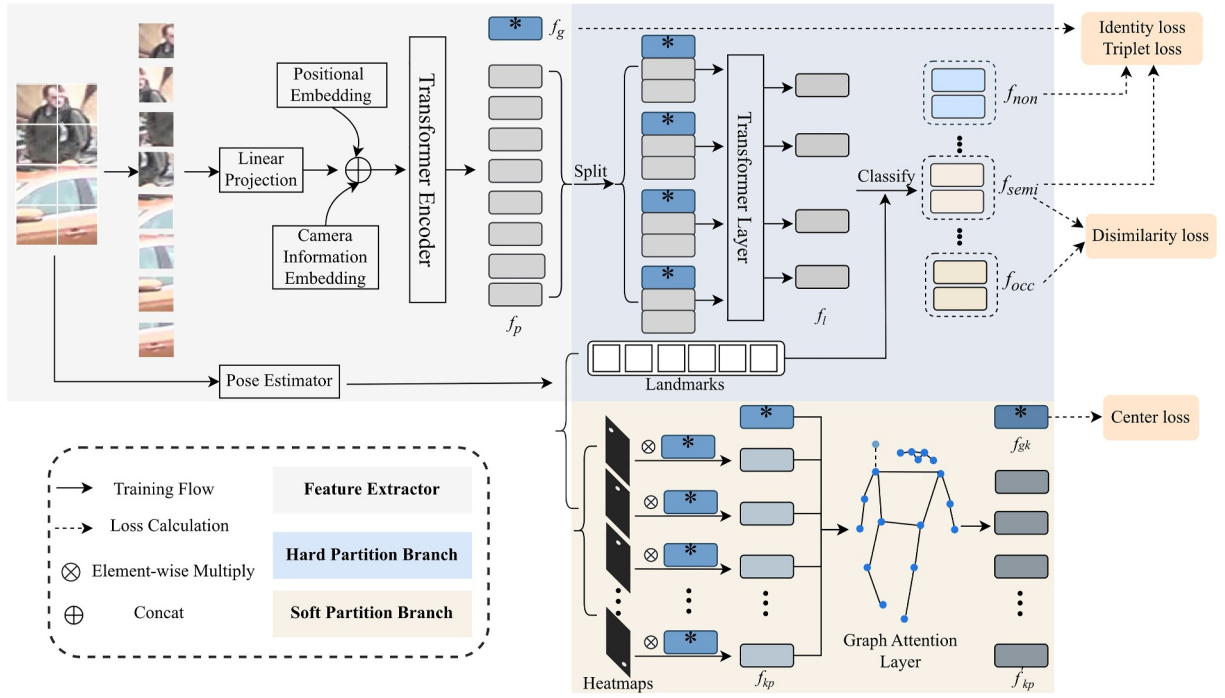 * f_g
Identity loss
Triplet loss
Positional
Embedding
Linear
Projection
Camera
Information
Embedding
Transformer Encoder
f_p
Split
*
*
*
*
Transformer Layer
f_l
Classify
f_non
f_semi
f_occ
Disimilarity loss
Pose Estimator
Landmarks
Training Flow
Loss Calculation
Element-wise Multiply
Concat
Feature Extractor
Hard Partition Branch
Soft Partition Branch
*
*
*
*
*
Heatmaps
f_kp
Graph Attention
Layer
*
f_gk
f'_kp
Center loss